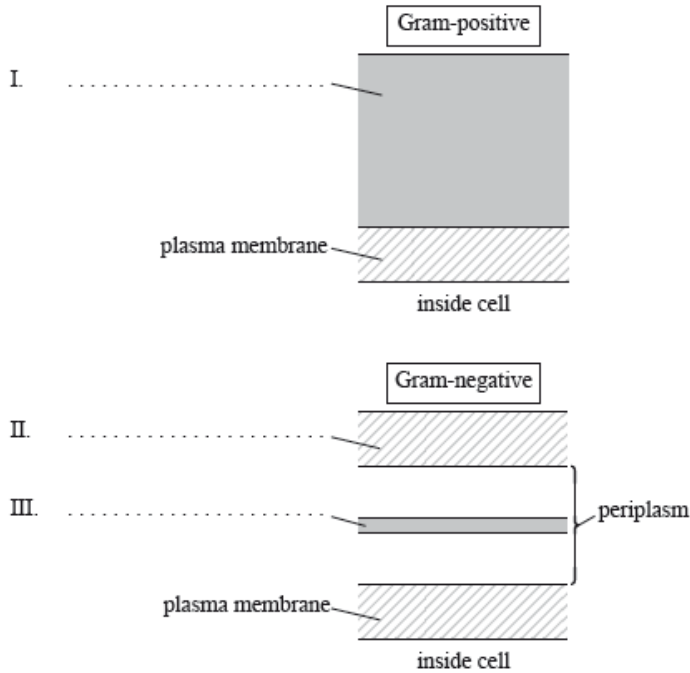 Gram-positive
I. . . . . . . . . . . . . . . . . . . . . . . .
plasma membrane
inside cell
Gram-negative
II. . . . . . . . . . . . . . . . . . . . . . . .
III. . . . . . . . . . . . . . . . . . . . . . . .
periplasm
plasma membrane
inside cell